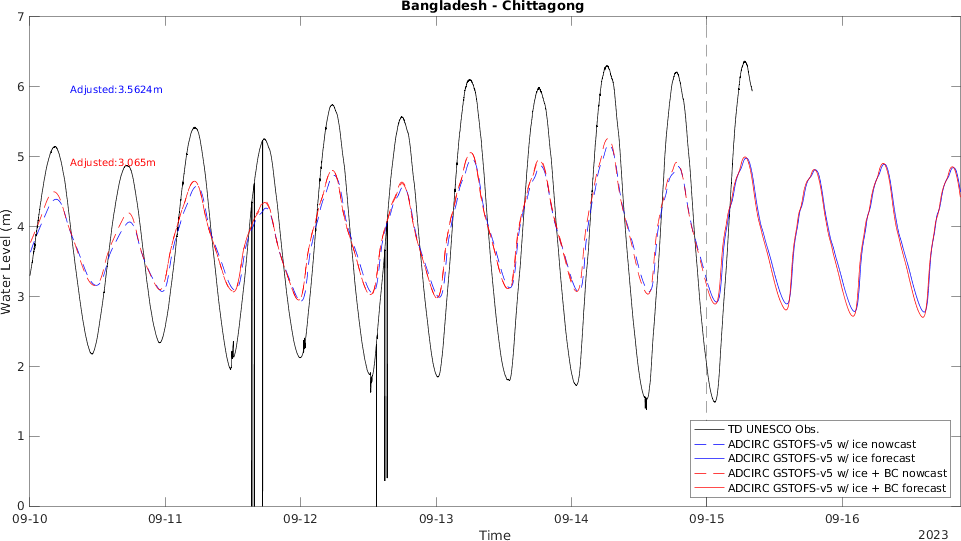 Bangladesh - Chittagong
Water Level (m)
7
6
5
4
3
2
1
0
Adjusted:3.5624m
Adjusted:3.065m
TD UNESCO Obs.
ADCIRC GSTOFS-v5 w/ ice nowcast
ADCIRC GSTOFS-v5 w/ ice forecast
ADCIRC GSTOFS-v5 w/ ice + BC nowcast
ADCIRC GSTOFS-v5 w/ ice + BC forecast
09-10 09-11 09-12 09-13 09-14 09-15 09-16
Time
2023